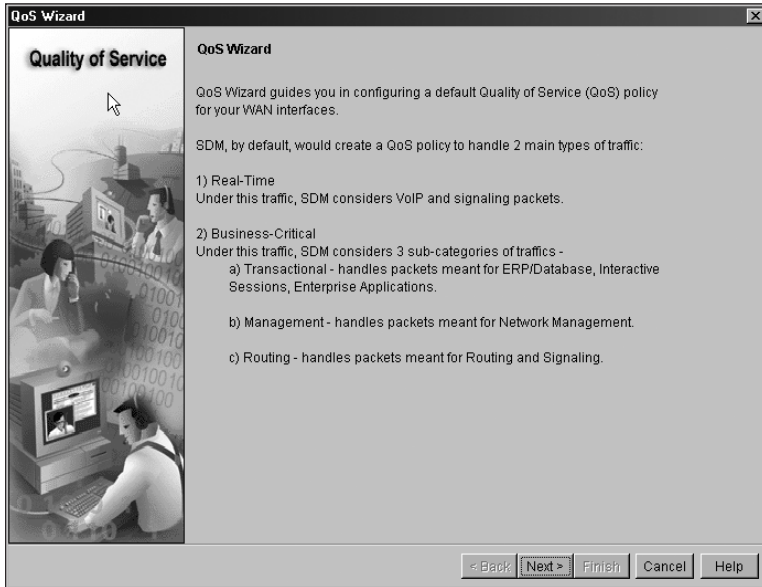 QoS Wizard
Quality of Service
QoS Wizard
QoS Wizard guides you in configuring a default Quality of Service (QoS) policy
for your WAN interfaces.
SDM, by default, would create a QoS policy to handle 2 main types of traffic:
1) Real-Time
Under this traffic, SDM considers VoIP and signaling packets.
2) Business-Critical
Under this traffic, SDM considers 3 sub-categories of traffics -
a) Transactional - handles packets meant for ERP/Database, Interactive
Sessions, Enterprise Applications.
b) Management - handles packets meant for Network Management.
c) Routing - handles packets meant for Routing and Signaling.
< Back
Next >
Finish
Cancel
Help